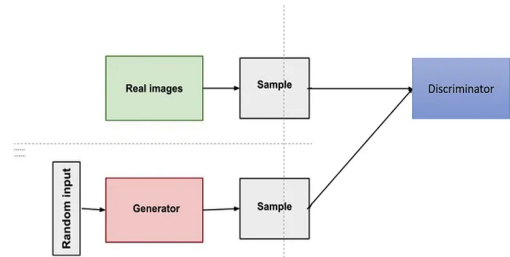 Real images
Sample
Discriminator
Random input
Generator
Sample